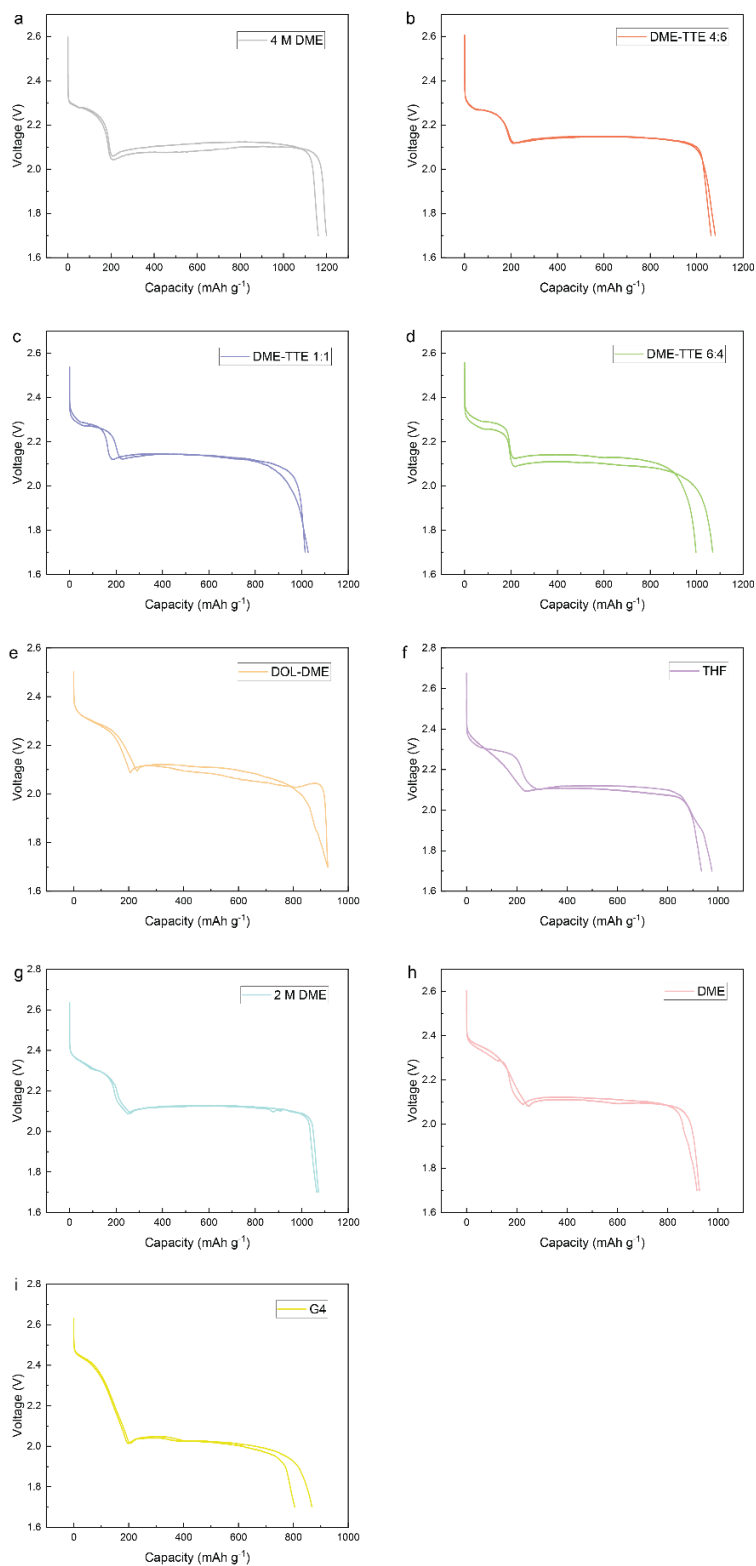 a
4 M DME
2.6
2.4
2.2
2.0
1.8
1.6
Voltage (V)
0 200 400 600 800 1000 1200
Capacity (mAh g⁻¹)
b
DME-TTE 4:6
2.6
2.4
2.2
2.0
1.8
1.6
Voltage (V)
0 200 400 600 800 1000 1200
Capacity (mAh g⁻¹)
c
DME-TTE 1:1
2.6
2.4
2.2
2.0
1.8
1.6
Voltage (V)
0 200 400 600 800 1000 1200
Capacity (mAh g⁻¹)
d
DME-TTE 6:4
2.6
2.4
2.2
2.0
1.8
1.6
Voltage (V)
0 200 400 600 800 1000 1200
Capacity (mAh g⁻¹)
e
DOL-DME
2.6
2.4
2.2
2.0
1.8
1.6
Voltage (V)
0 200 400 600 800 1000
Capacity (mAh g⁻¹)
f
THF
2.8
2.6
2.4
2.2
2.0
1.8
1.6
Voltage (V)
0 200 400 600 800 1000
Capacity (mAh g⁻¹)
g
2 M DME
2.8
2.6
2.4
2.2
2.0
1.8
1.6
Voltage (V)
0 200 400 600 800 1000 1200
Capacity (mAh g⁻¹)
h
DME
2.6
2.4
2.2
2.0
1.8
1.6
Voltage (V)
0 200 400 600 800 1000
Capacity (mAh g⁻¹)
i
G4
2.8
2.6
2.4
2.2
2.0
1.8
1.6
Voltage (V)
0 200 400 600 800 1000
Capacity (mAh g⁻¹)